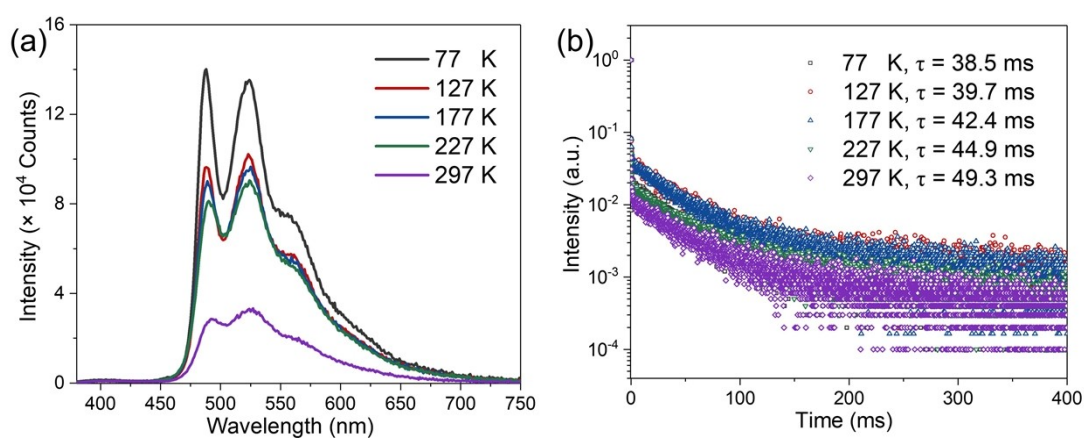 (a)
Intensity (× 10⁴ Counts)
16
12
8
4
0
77 K
127 K
177 K
227 K
297 K
400 450 500 550 600 650 700 750
Wavelength (nm)
(b)
Intensity (a.u.)
10⁰
10⁻¹
10⁻²
10⁻³
10⁻⁴
77 K, τ = 38.5 ms
127 K, τ = 39.7 ms
177 K, τ = 42.4 ms
227 K, τ = 44.9 ms
297 K, τ = 49.3 ms
0 100 200 300 400
Time (ms)